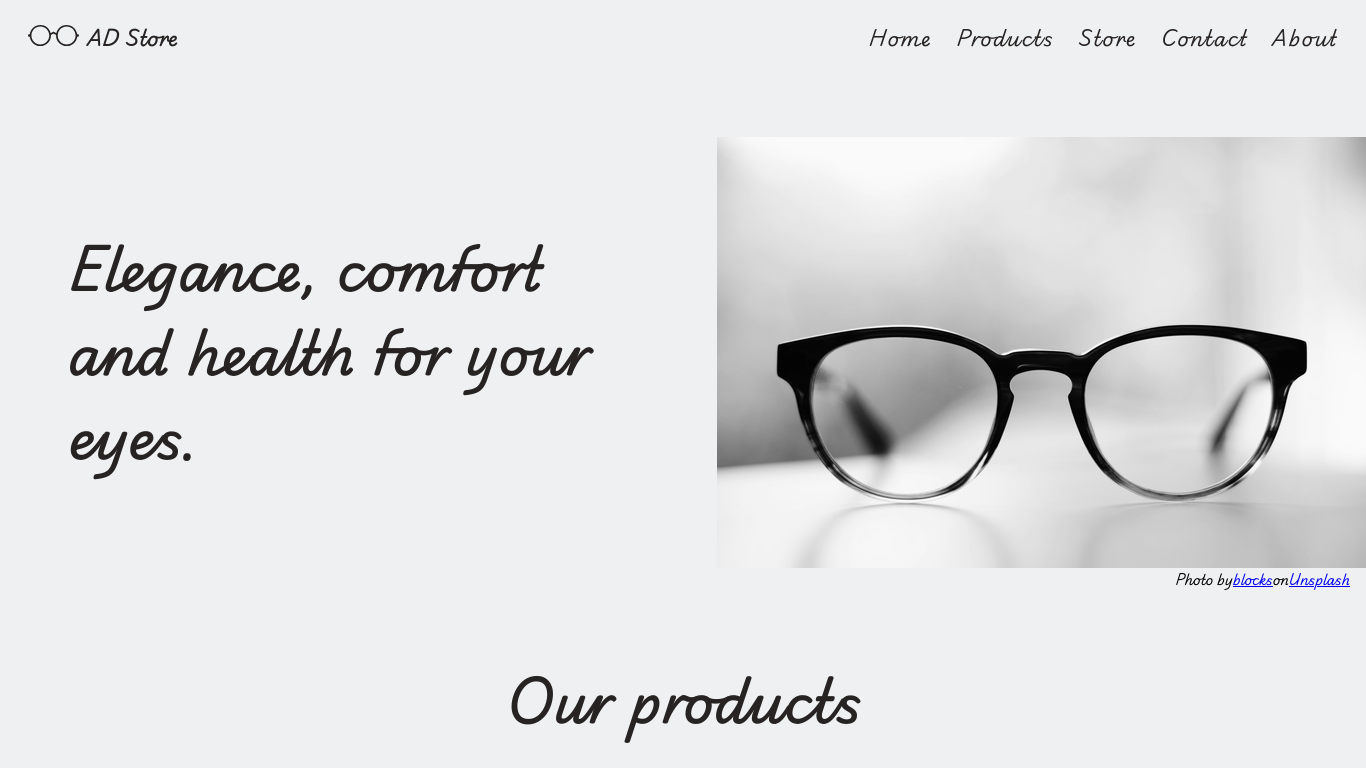 AD Store
Home Products Store Contact About
Elegance, comfort
and health for your
eyes.
Photo byblocksonUnsplash
Our products